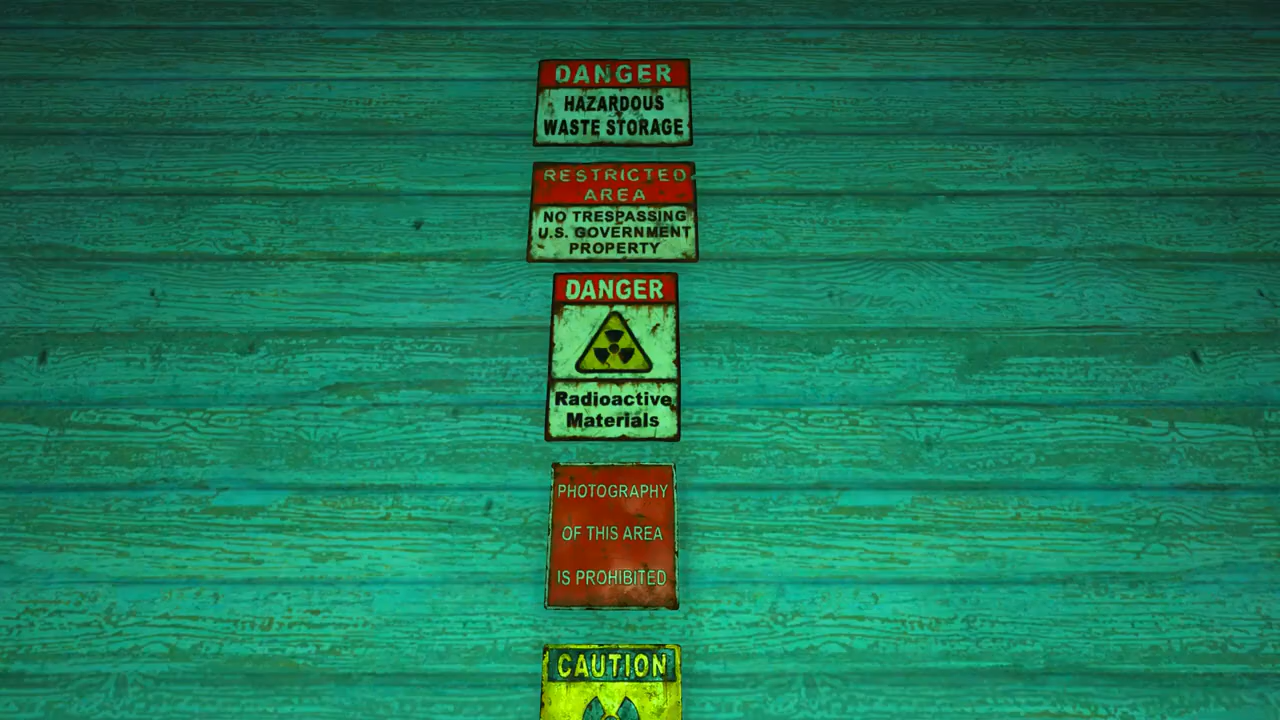 DANGER
HAZARDOUS
WASTE STORAGE
RESTRICTED
AREA
NO TRESPASSING
U.S. GOVERNMENT
PROPERTY
DANGER
Radioactive
Materials
PHOTOGRAPHY
OF THIS AREA
IS PROHIBITED
CAUTION